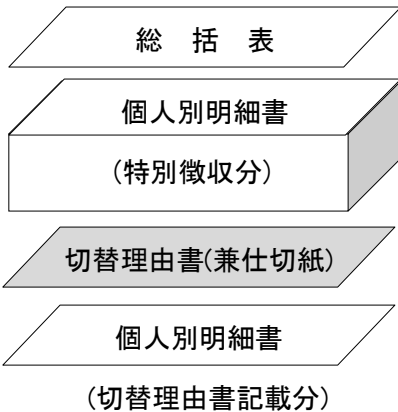 総　括　表
個人別明細書
(特別徴収分)
切替理由書(兼仕切紙)
個人別明細書
(切替理由書記載分)